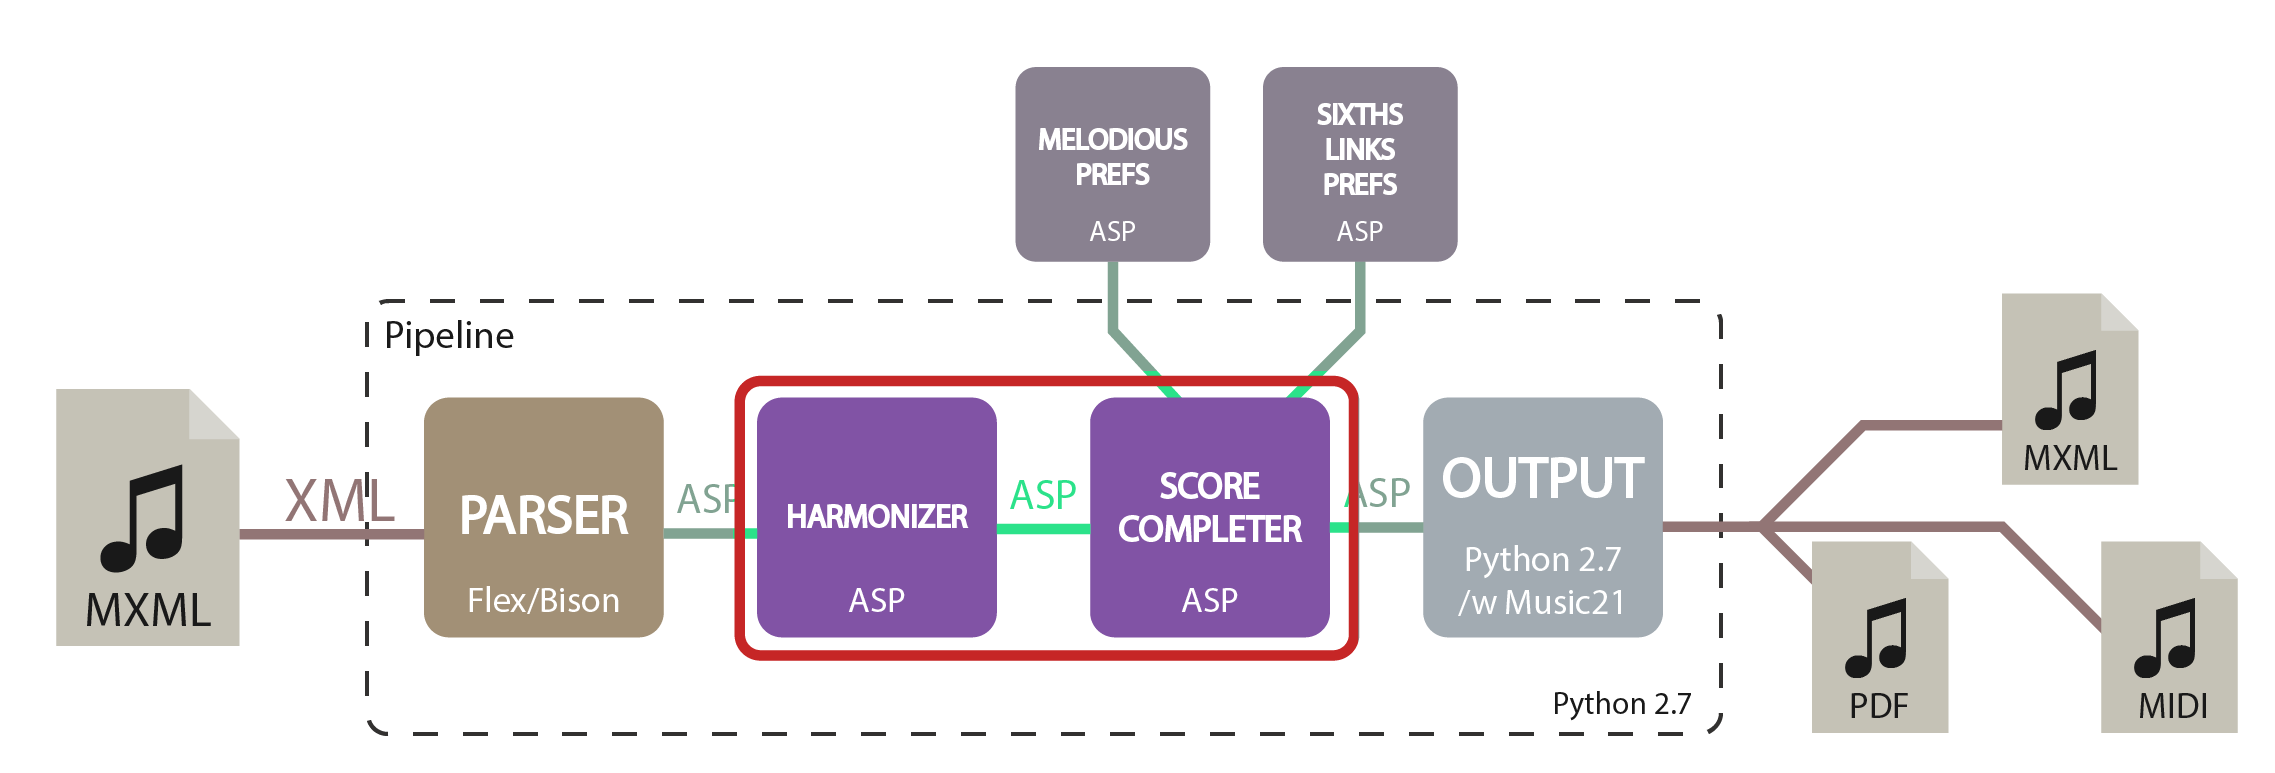 MELODIOUS
PREFS
ASP
SIXTHS
LINKS
PREFS
ASP
Pipeline
MXML
XML
PARSER
Flex/Bison
ASP
HARMONIZER
ASP
ASP
SCORE
COMPLETER
ASP
ASP
OUTPUT
Python 2.7
/w Music21
Python 2.7
MXML
PDF
MIDI